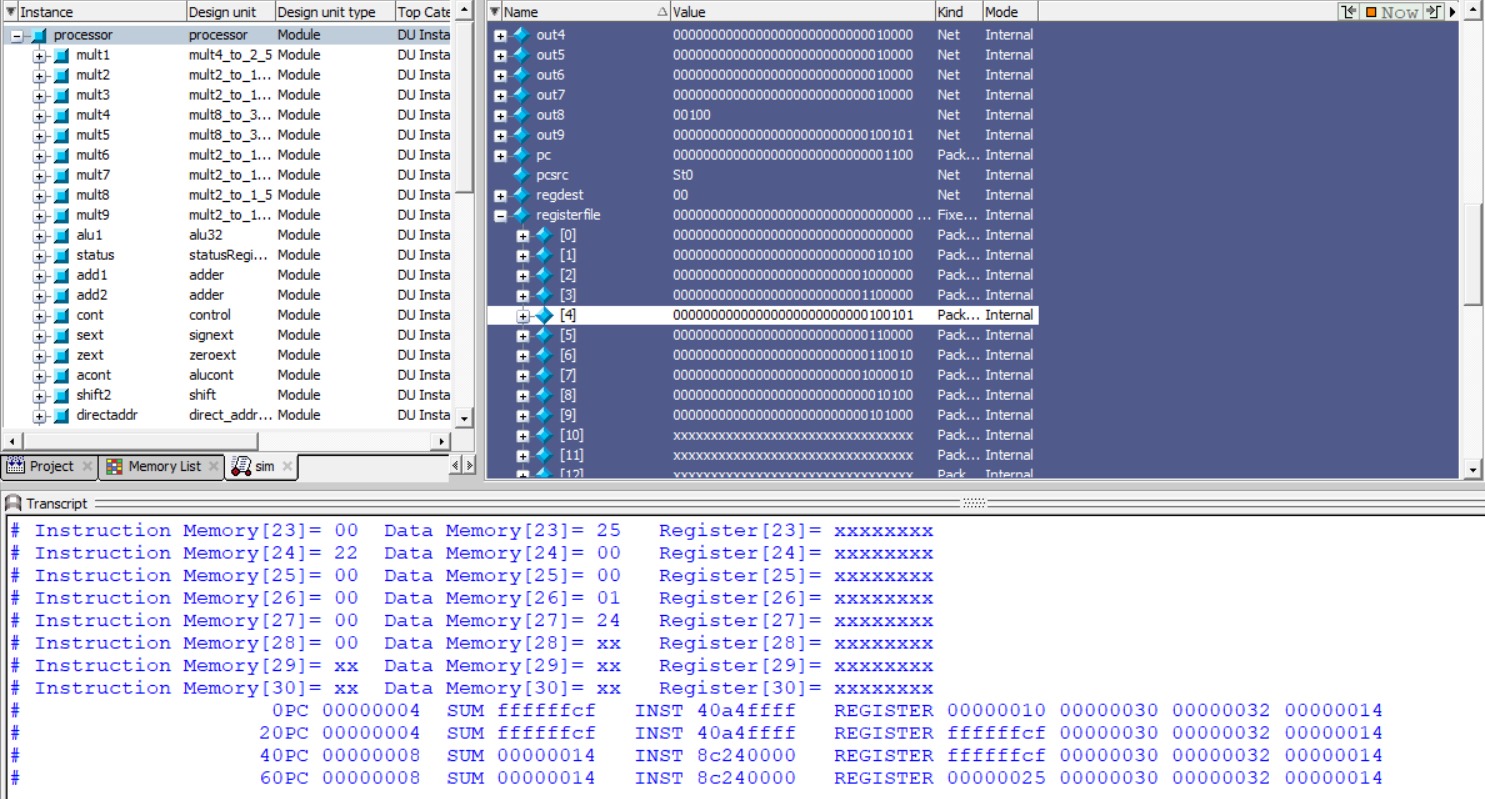 Instance Design unit Design unit type Top Cate
processor processor Module DU Insta
mult1 mult4_to_2_5 Module DU Insta
mult2 mult2_to_1... Module DU Insta
mult3 mult2_to_1... Module DU Insta
mult4 mult8_to_3... Module DU Insta
mult5 mult8_to_3... Module DU Insta
mult6 mult2_to_1... Module DU Insta
mult7 mult2_to_1... Module DU Insta
mult8 mult2_to_1_5 Module DU Insta
mult9 mult2_to_1... Module DU Insta
alu1 alu32 Module DU Insta
status statusRegi... Module DU Insta
add1 adder Module DU Insta
add2 adder Module DU Insta
cont control Module DU Insta
sext signext Module DU Insta
zext zeroext Module DU Insta
acont alucont Module DU Insta
shift2 shift Module DU Insta
directaddr direct_addr... Module DU Insta
Project Memory List sim
Name Value Kind Mode Now
out4 00000000000000000000000000010000 Net Internal
out5 00000000000000000000000000010000 Net Internal
out6 00000000000000000000000000010000 Net Internal
out7 00000000000000000000000000010000 Net Internal
out8 00100 Net Internal
out9 00000000000000000000000000100101 Net Internal
pc 00000000000000000000000000001100 Pack... Internal
pcsrc St0 Net Internal
regdest 00 Net Internal
registerfile 00000000000000000000000000000000 ... Fixe... Internal
[0] 00000000000000000000000000000000 Pack... Internal
[1] 00000000000000000000000000010100 Pack... Internal
[2] 00000000000000000000000001000000 Pack... Internal
[3] 00000000000000000000000001100000 Pack... Internal
[4] 00000000000000000000000000100101 Pack... Internal
[5] 00000000000000000000000000110000 Pack... Internal
[6] 00000000000000000000000000110010 Pack... Internal
[7] 00000000000000000000000001000010 Pack... Internal
[8] 00000000000000000000000000010100 Pack... Internal
[9] 00000000000000000000000000101000 Pack... Internal
[10] xxxxxxxxxxxxxxxxxxxxxxxxxxxxxxxx Pack... Internal
[11] xxxxxxxxxxxxxxxxxxxxxxxxxxxxxxxx Pack... Internal
[12] xxxxxxxxxxxxxxxxxxxxxxxxxxxxxxxx Pack... Internal
Transcript
# Instruction Memory[23]= 00 Data Memory[23]= 25 Register[23]= xxxxxxxx
# Instruction Memory[24]= 22 Data Memory[24]= 00 Register[24]= xxxxxxxx
# Instruction Memory[25]= 00 Data Memory[25]= 00 Register[25]= xxxxxxxx
# Instruction Memory[26]= 00 Data Memory[26]= 01 Register[26]= xxxxxxxx
# Instruction Memory[27]= 00 Data Memory[27]= 24 Register[27]= xxxxxxxx
# Instruction Memory[28]= 00 Data Memory[28]= xx Register[28]= xxxxxxxx
# Instruction Memory[29]= xx Data Memory[29]= xx Register[29]= xxxxxxxx
# Instruction Memory[30]= xx Data Memory[30]= xx Register[30]= xxxxxxxx
# 0PC 00000004 SUM ffffffcf INST 40a4ffff REGISTER 00000010 00000030 00000032 00000014
# 20PC 00000004 SUM ffffffcf INST 40a4ffff REGISTER ffffffcf 00000030 00000032 00000014
# 40PC 00000008 SUM 00000014 INST 8c240000 REGISTER ffffffcf 00000030 00000032 00000014
# 60PC 00000008 SUM 00000014 INST 8c240000 REGISTER 00000025 00000030 00000032 00000014